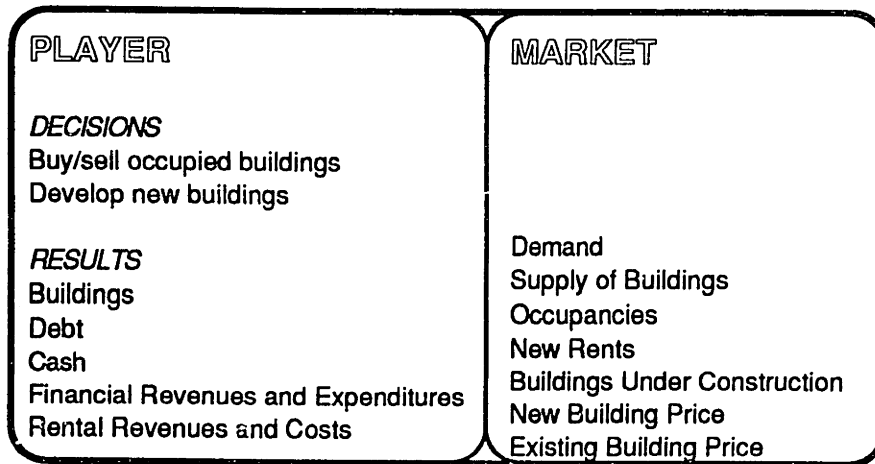 PLAYER
DECISIONS
Buy/sell occupied buildings
Develop new buildings
RESULTS
Buildings
Debt
Cash
Financial Revenues and Expenditures
Rental Revenues and Costs
MARKET
Demand
Supply of Buildings
Occupancies
New Rents
Buildings Under Construction
New Building Price
Existing Building Price